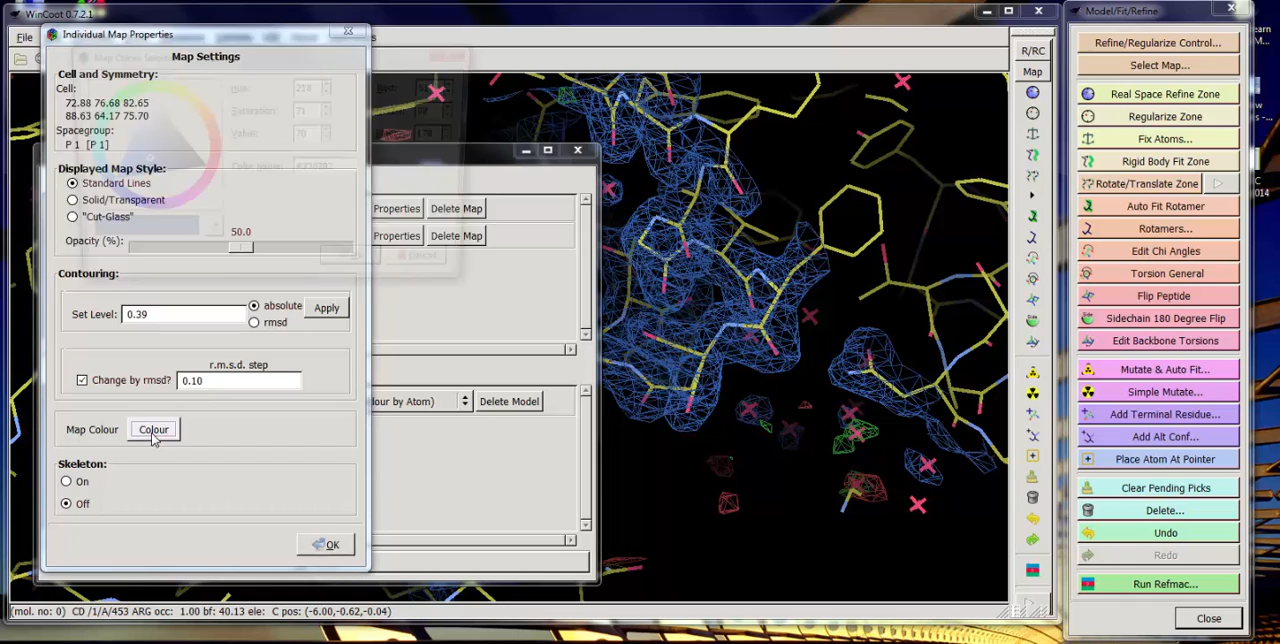 WinCoot 0.7.2.1
File
Individual Map Properties
Map Settings
Cell and Symmetry:
Cell:
72.88 76.68 82.65
88.63 64.17 75.70
Spacegroup:
P 1  [P 1]
Displayed Map Style:
Standard Lines
Solid/Transparent
"Cut-Glass"
Opacity (%):
50.0
Contouring:
Set Level:
0.39
absolute
rmsd
Apply
r.m.s.d. step
Change by rmsd?
0.10
Map Colour
Colour
Skeleton:
On
Off
OK
Properties
Delete Map
Properties
Delete Map
lour by Atom)
Delete Model
(mol. no: 0)  CD /1/A/453 ARG occ:  1.00 bf: 40.13 ele:  C pos: (-6.00,-0.62,-0.04)
R/RC
Map
Model/Fit/Refine
Refine/Regularize Control...
Select Map...
Real Space Refine Zone
Regularize Zone
Fix Atoms...
Rigid Body Fit Zone
Rotate/Translate Zone
Auto Fit Rotamer
Rotamers...
Edit Chi Angles
Torsion General
Flip Peptide
Side
Sidechain 180 Degree Flip
Edit Backbone Torsions
Mutate & Auto Fit...
Simple Mutate...
Add Terminal Residue...
Add Alt Conf...
Place Atom At Pointer
Clear Pending Picks
Delete...
Undo
Redo
Run Refmac...
Close